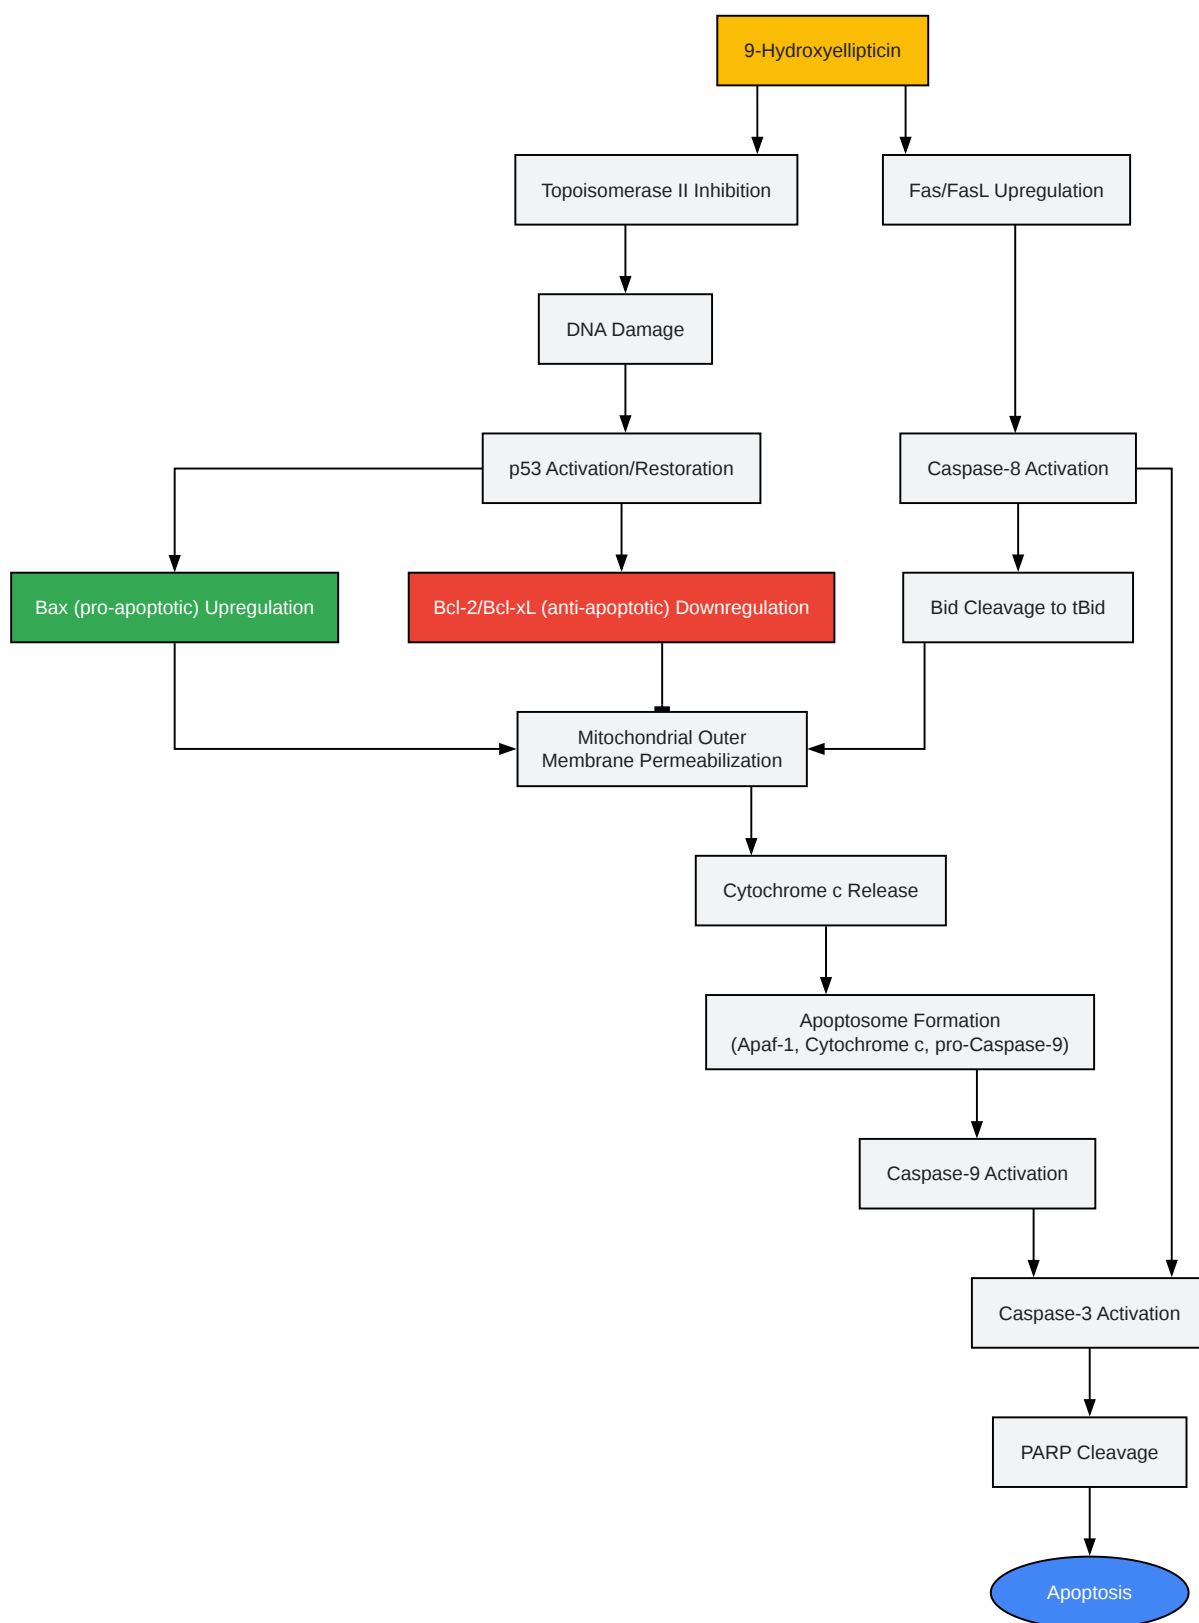 9-Hydroxyellipticin
Topoisomerase II Inhibition
Fas/FasL Upregulation
DNA Damage
p53 Activation/Restoration
Caspase-8 Activation
Bax (pro-apoptotic) Upregulation
Bcl-2/Bcl-xL (anti-apoptotic) Downregulation
Bid Cleavage to tBid
Mitochondrial Outer
Membrane Permeabilization
Cytochrome c Release
Apoptosome Formation
(Apaf-1, Cytochrome c, pro-Caspase-9)
Caspase-9 Activation
Caspase-3 Activation
PARP Cleavage
Apoptosis